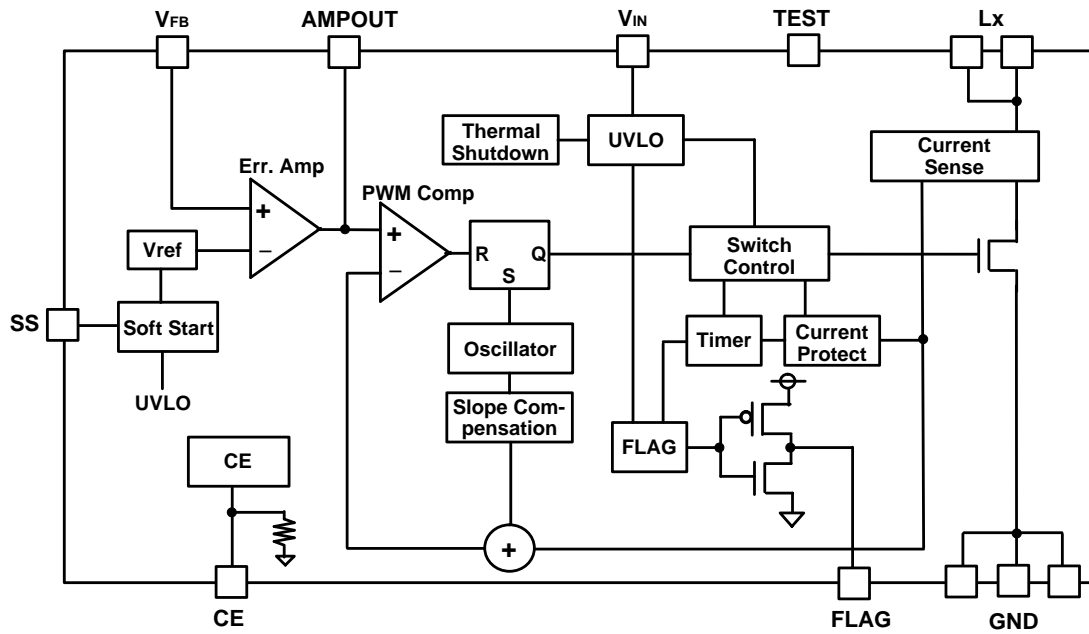 VFB AMPOUT VIN TEST Lx
Thermal
Shutdown
UVLO
Current
Sense
Err. Amp
PWM Comp
+
−
+
−
Vref
R Q
S
Switch
Control
SS
Soft Start
Oscillator
Timer
Current
Protect
UVLO
Slope Com-
pensation
FLAG
CE
+
CE FLAG GND